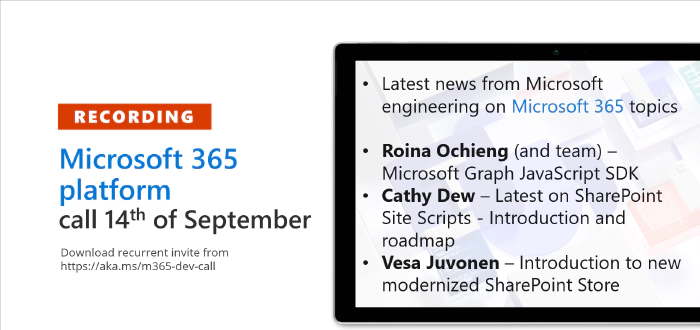 RECORDING
Microsoft 365
platform
call 14th of September
Download recurrent invite from
https://aka.ms/m365-dev-call
• Latest news from Microsoft
engineering on Microsoft 365 topics
• Roina Ochieng (and team) –
Microsoft Graph JavaScript SDK
• Cathy Dew – Latest on SharePoint
Site Scripts - Introduction and
roadmap
• Vesa Juvonen – Introduction to new
modernized SharePoint Store